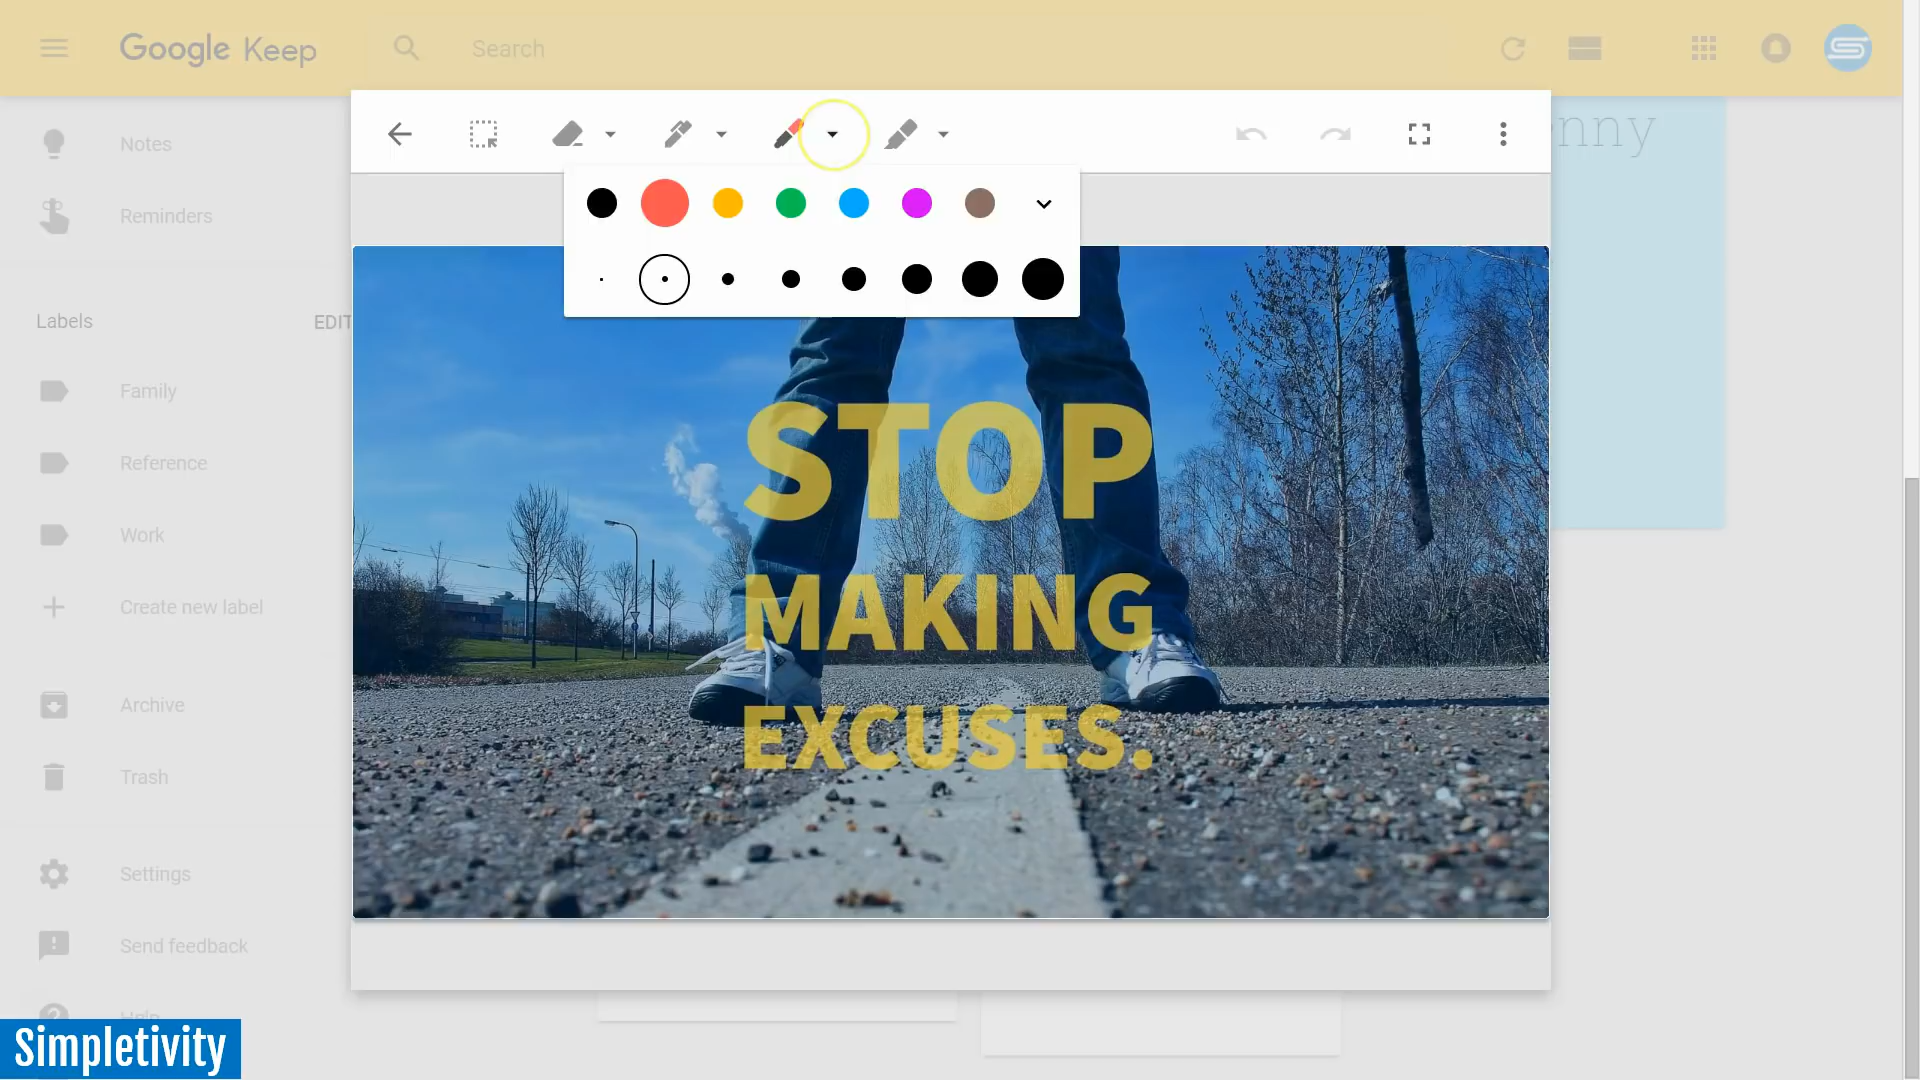 Google Keep
Search
Notes
Reminders
Labels
EDIT
Family
Reference
Work
Create new label
Archive
Trash
Settings
Send feedback
Help
nny
STOP
MAKING
EXCUSES.
Simpletivity